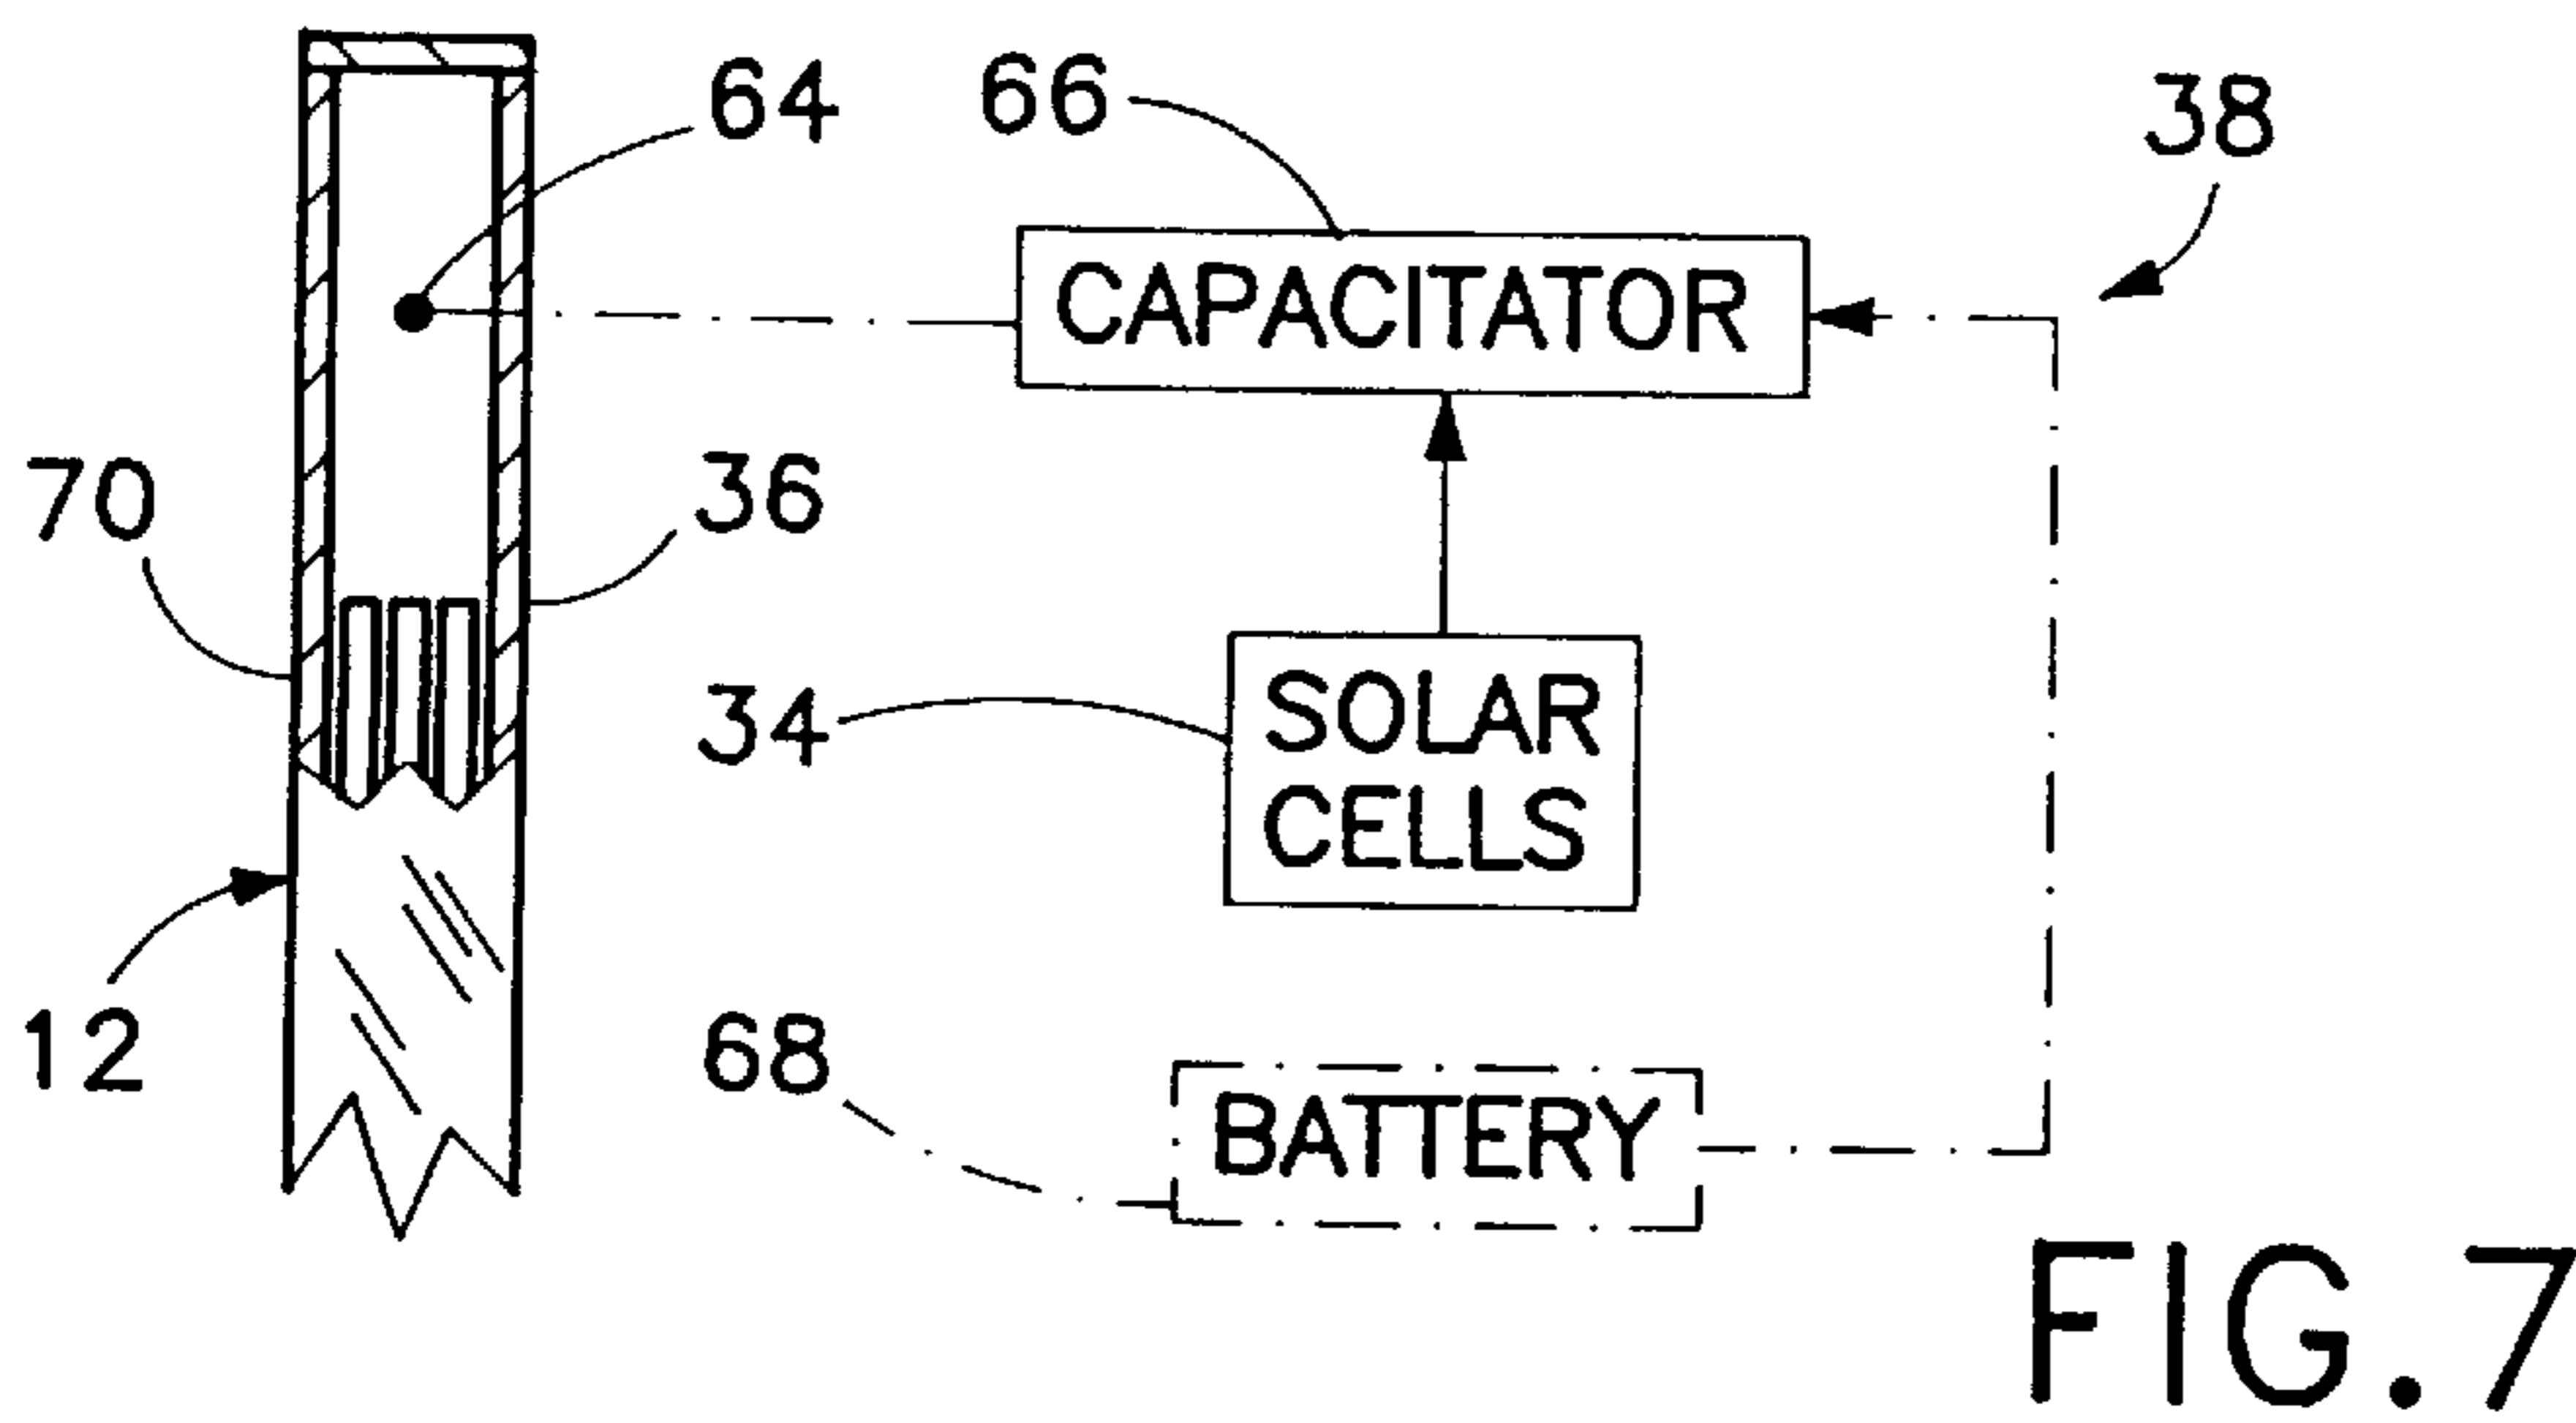 64
66
38
CAPACITATOR
70
36
34
SOLAR
CELLS
12
68
BATTERY
FIG.7